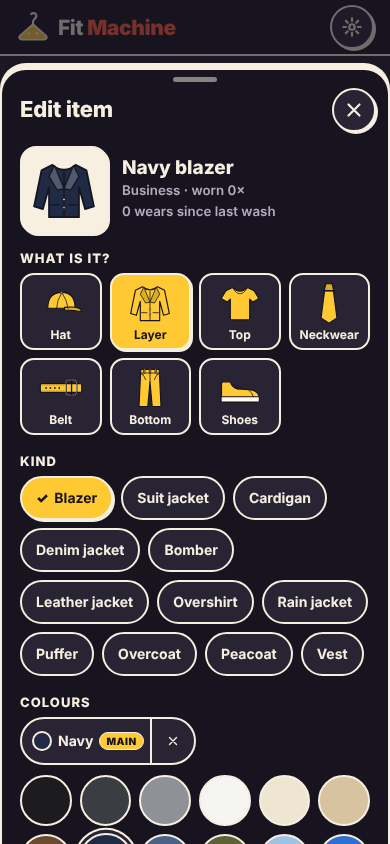 Fit Machine
Edit item
Navy blazer
Business · worn 0×
0 wears since last wash
WHAT IS IT?
Hat
Layer
Top
Neckwear
Belt
Bottom
Shoes
KIND
✓ Blazer
Suit jacket
Cardigan
Denim jacket
Bomber
Leather jacket
Overshirt
Rain jacket
Puffer
Overcoat
Peacoat
Vest
COLOURS
Navy MAIN ×